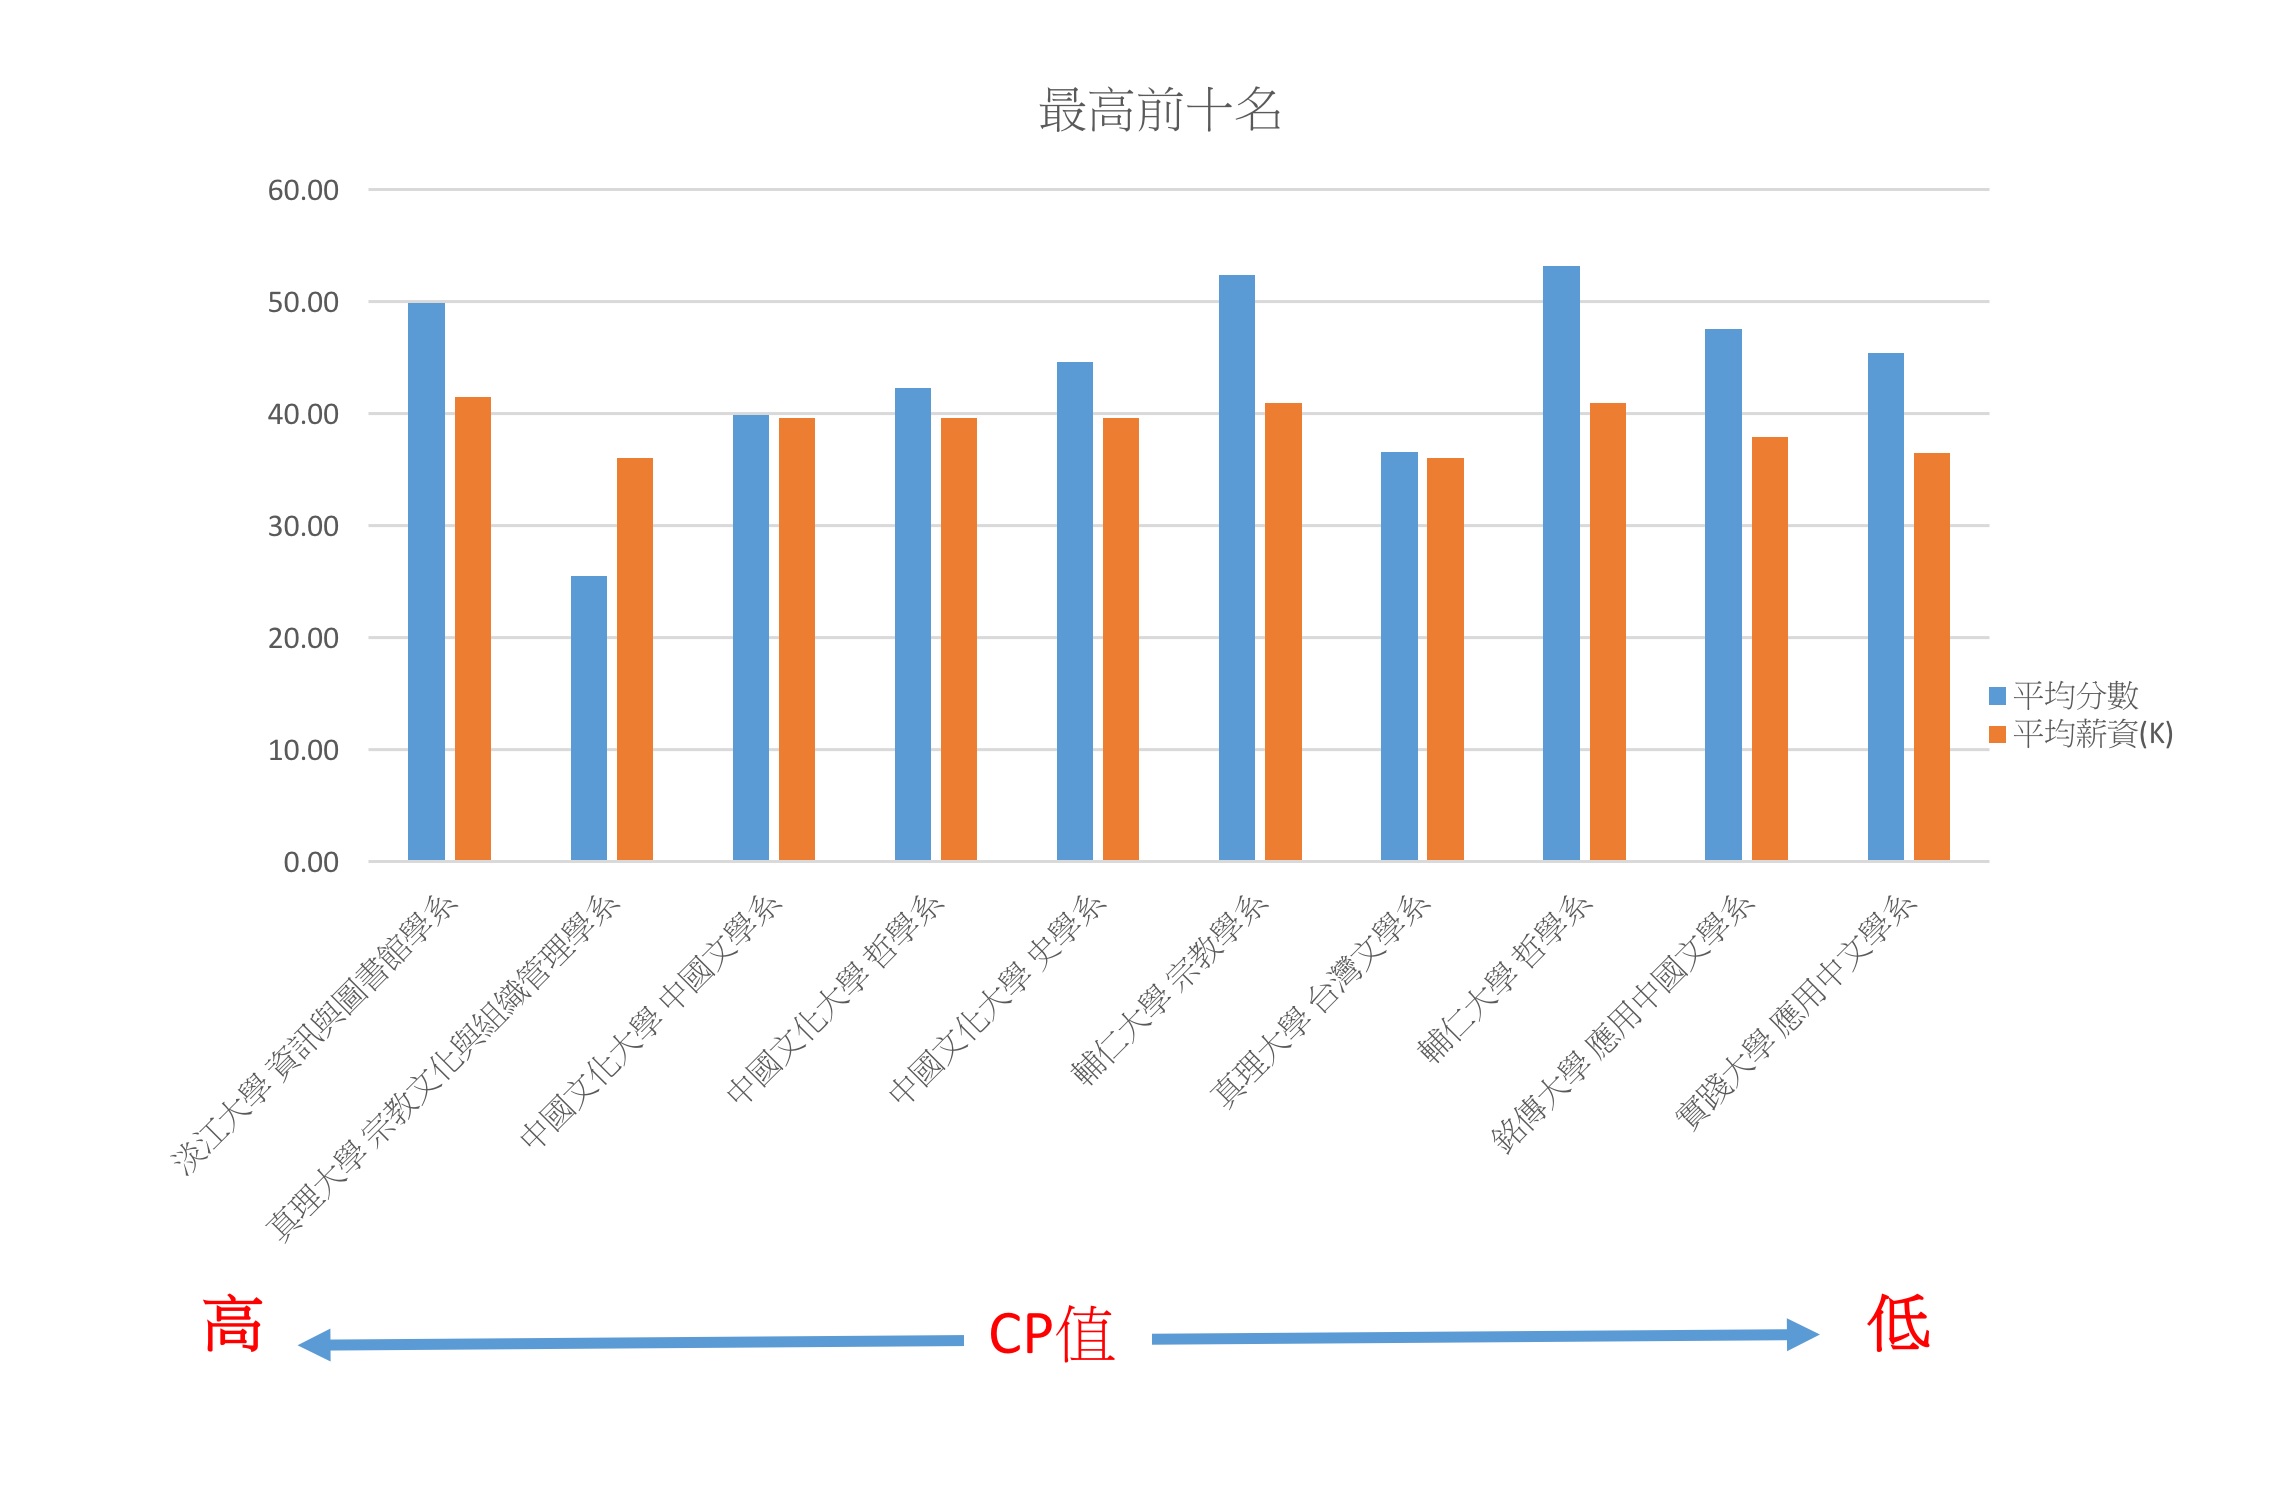 最高前十名
60.00
50.00
40.00
30.00
20.00
10.00
0.00
平均分數
平均薪資(K)
淡江大學 資訊與圖書館學系
真理大學 宗教文化與組織管理學系
中國文化大學 中國文學系
中國文化大學 哲學系
中國文化大學 史學系
輔仁大學 宗教學系
真理大學 台灣文學系
輔仁大學 哲學系
銘傳大學 應用中國文學系
實踐大學 應用中文學系
高
CP值
低